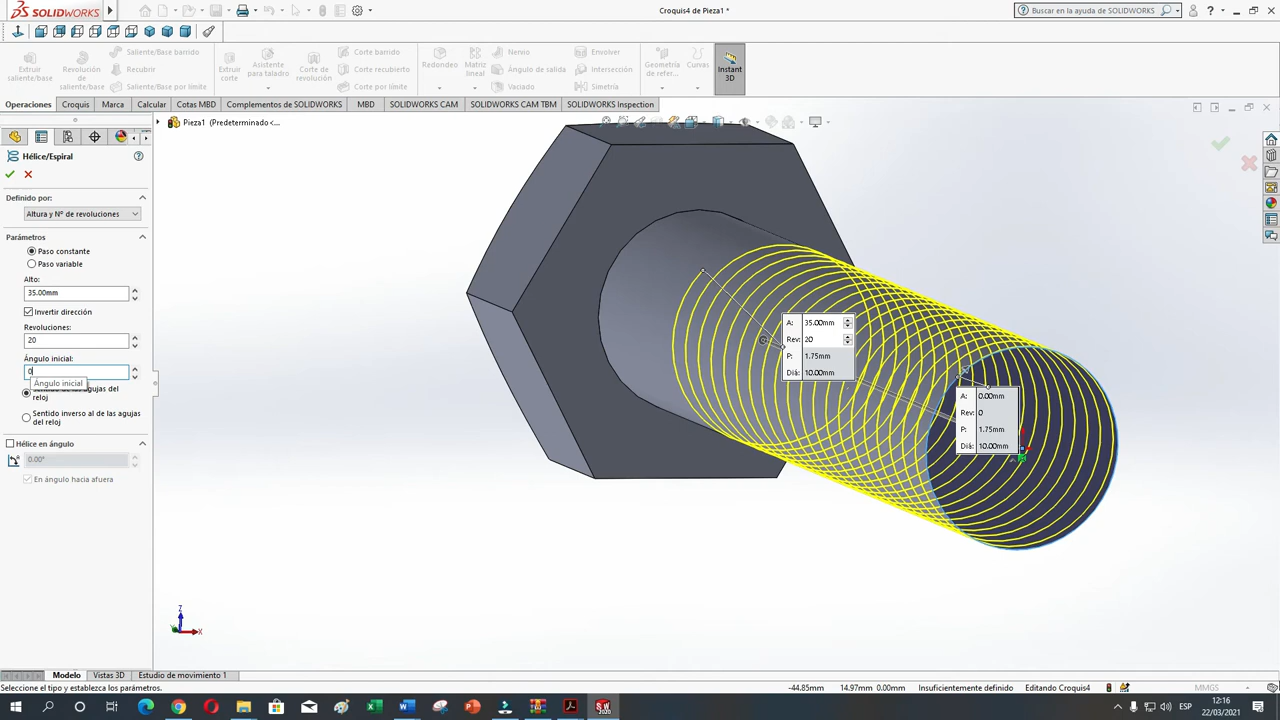 SOLIDWORKS
Croquis4 de Pieza1 *
Buscar en la ayuda de SOLIDWORKS
Extruir saliente/base
Revolución de saliente/base
Saliente/Base barrido
Recubrir
Saliente/Base por límite
Extruir corte
Asistente para taladro
Corte de revolución
Corte barrido
Corte recubierto
Corte por límite
Redondeo
Matriz lineal
Nervio
Ángulo de salida
Vaciado
Envolver
Intersección
Simetría
Geometría de refer...
Curvas
Instant 3D
Operaciones
Croquis
Marca
Calcular
Cotas MBD
Complementos de SOLIDWORKS
MBD
SOLIDWORKS CAM
SOLIDWORKS CAM TBM
SOLIDWORKS Inspection
Pieza1 (Predeterminado <...
Hélice/Espiral
Definido por:
Altura y Nº de revoluciones
Parámetros
Paso constante
Paso variable
Alto:
35.00mm
Invertir dirección
Revoluciones:
20
Ángulo inicial:
0
Ángulo inicial
Sentido de las agujas del
reloj
Sentido inverso al de las agujas
del reloj
Hélice en ángulo
0.00°
En ángulo hacia afuera
A: 35.00mm
Rev: 20
P: 1.75mm
Diá: 10.00mm
A: 0.00mm
Rev: 0
P: 1.75mm
Diá: 10.00mm
Z
Y
X
Modelo
Vistas 3D
Estudio de movimiento 1
Seleccione el tipo y establezca los parámetros.
-44.85mm
14.97mm 0.00mm
Insuficientemente definido
Editando Croquis4
MMGS
ESP
12:16
22/03/2021